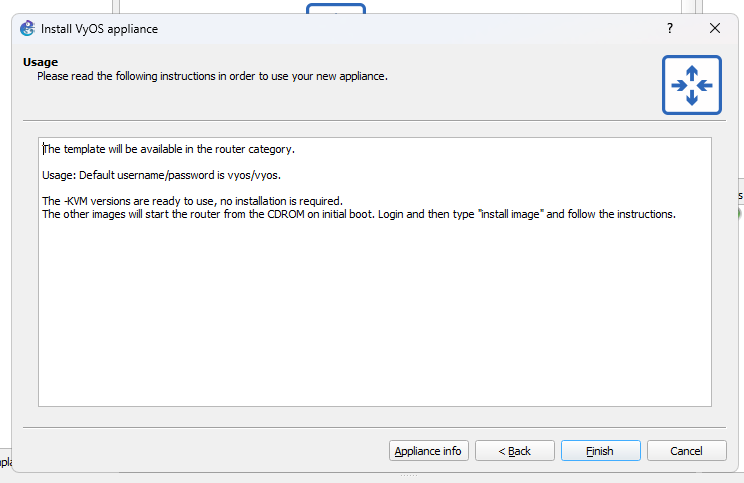 Install VyOS appliance
?
Usage
Please read the following instructions in order to use your new appliance.
The template will be available in the router category.
Usage: Default username/password is vyos/vyos.
The -KVM versions are ready to use, no installation is required.
The other images will start the router from the CDROM on initial boot. Login and then type "install image" and follow the instructions.
Appliance info
< Back
Finish
Cancel